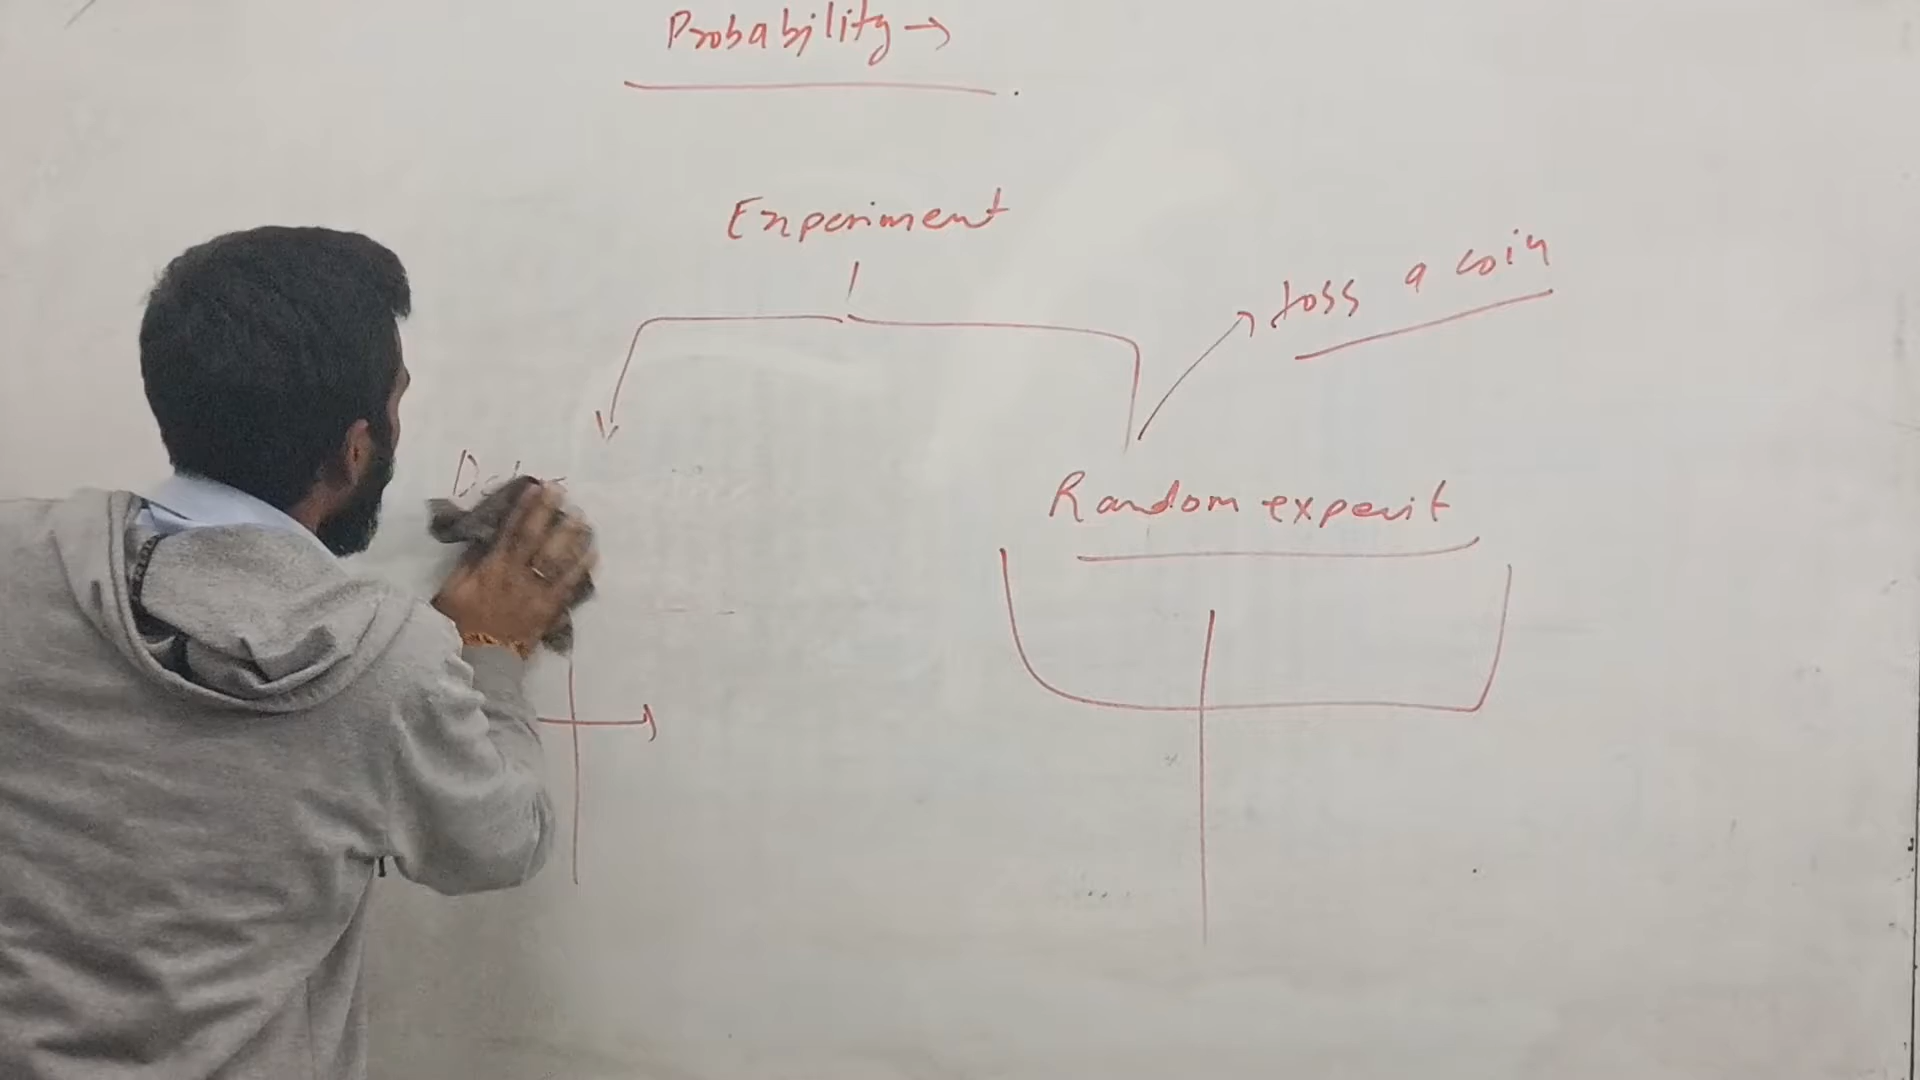 Probability →
Experiment
toss a coin
Random experit